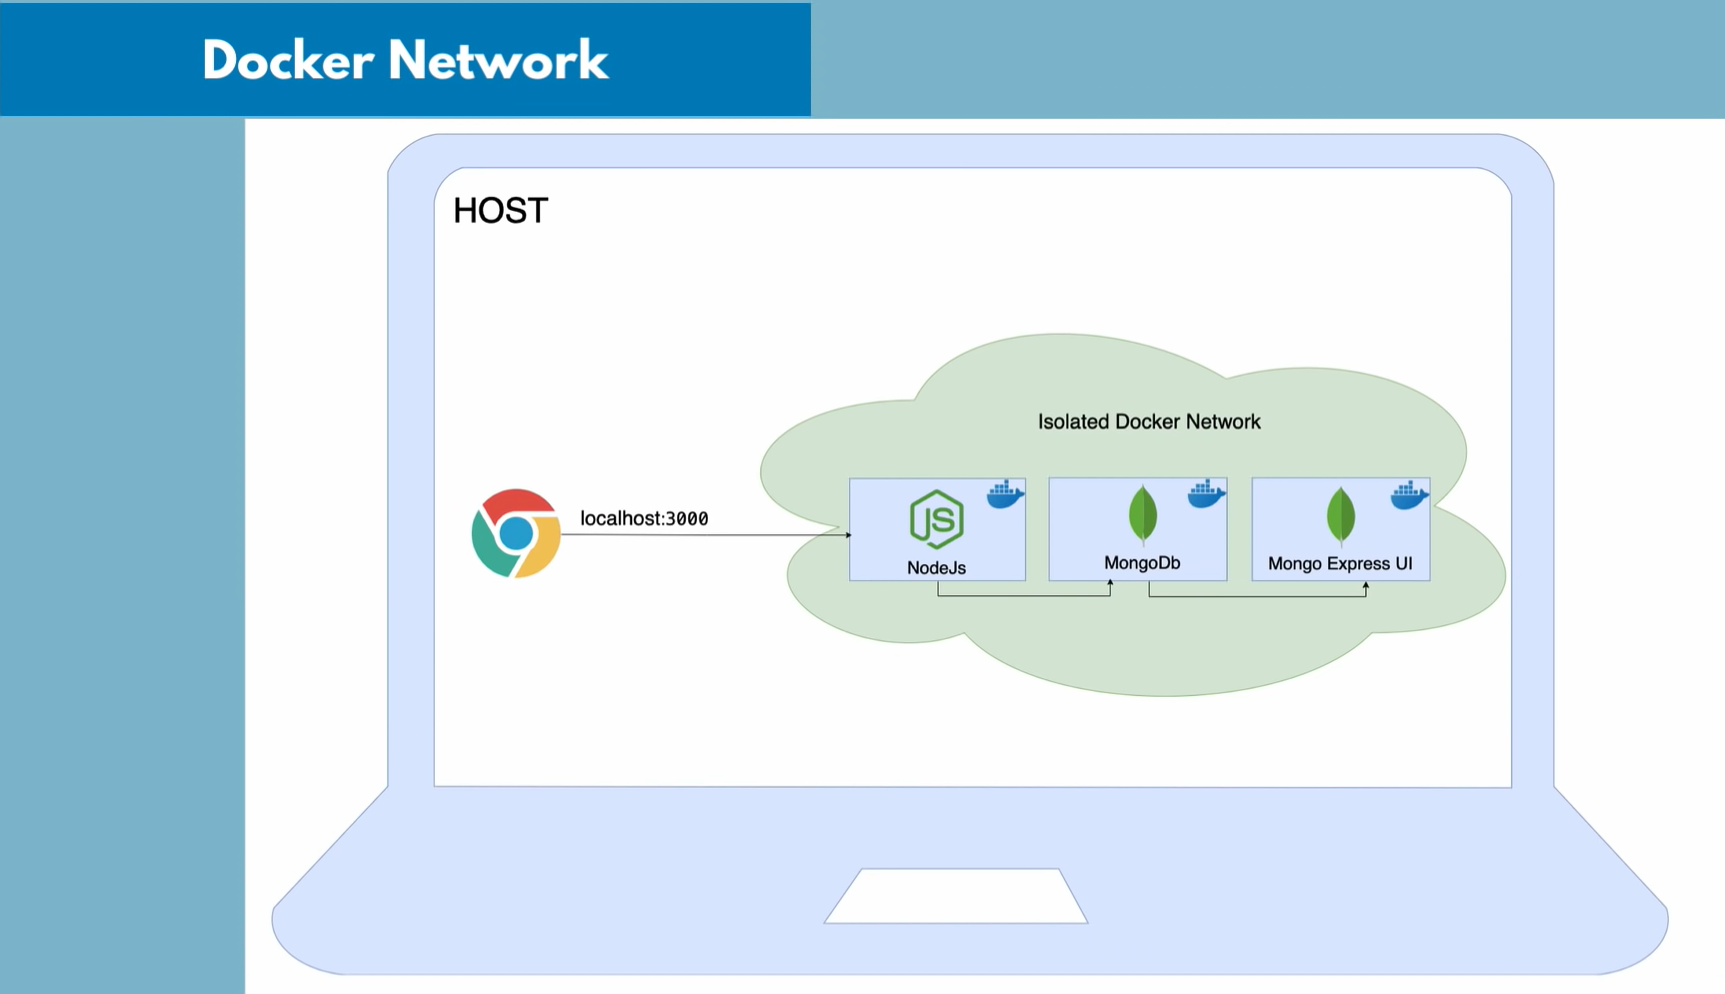 Docker Network
HOST
Isolated Docker Network
localhost:3000
JS
NodeJs
MongoDb
Mongo Express UI